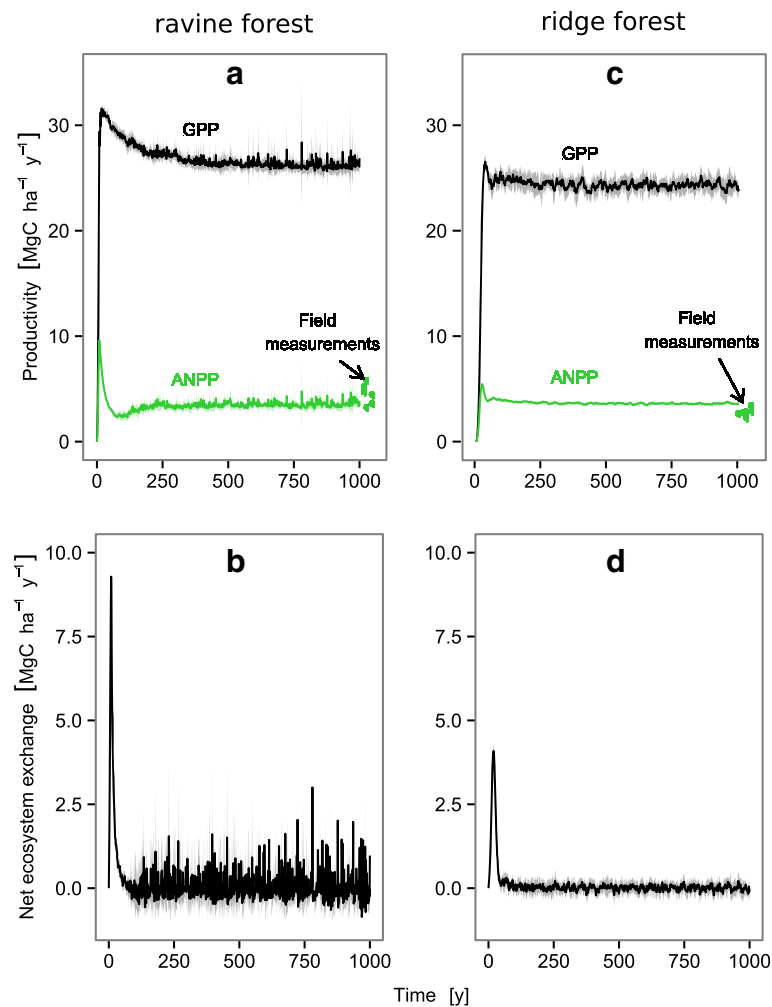 ravine forest
ridge forest
a
c
GPP
GPP
Productivity [MgC ha⁻¹ y⁻¹]
30
20
10
0
30
20
10
0
Field
measurements
Field
measurements
ANPP
ANPP
0 250 500 750 1000
0 250 500 750 1000
b
d
Net ecosystem exchange [MgC ha⁻¹ y⁻¹]
10.0
7.5
5.0
2.5
0.0
10.0
7.5
5.0
2.5
0.0
0 250 500 750 1000
0 250 500 750 1000
Time [y]